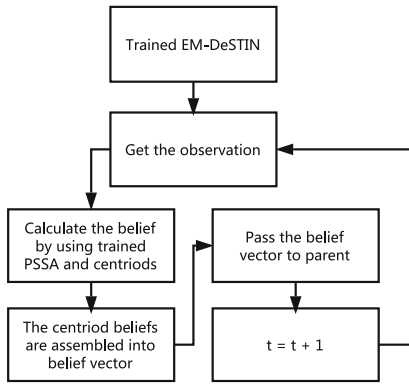 Trained EM-DeSTIN
Get the observation
Calculate the belief
by using trained
PSSA and centriods
The centriod beliefs
are assembled into
belief vector
Pass the belief
vector to parent
t = t + 1